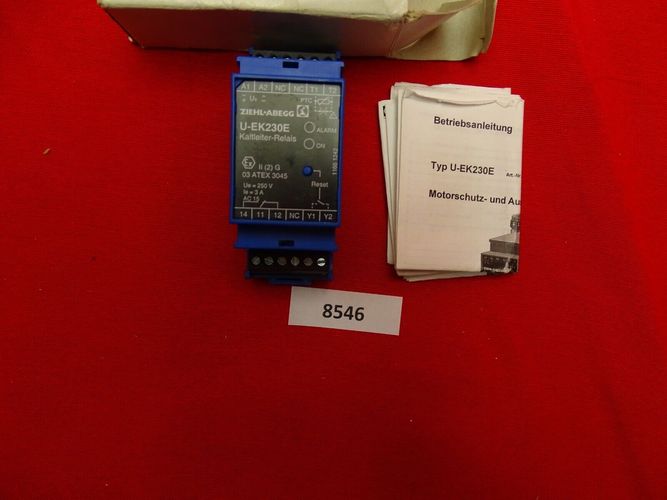 A1 A2 NC NC T1 T2
PTC
ZIEHL-ABEGG
U-EK230E
Kaltleiter-Relais
ALARM
ON
Ex II (2) G
03 ATEX 3045
Ue = 250 V
Ie = 3 A
AC 15
Reset
14 11 12 NC Y1 Y2
Betriebsanleitung
Typ U-EK230E
Motorschutz- und
8546